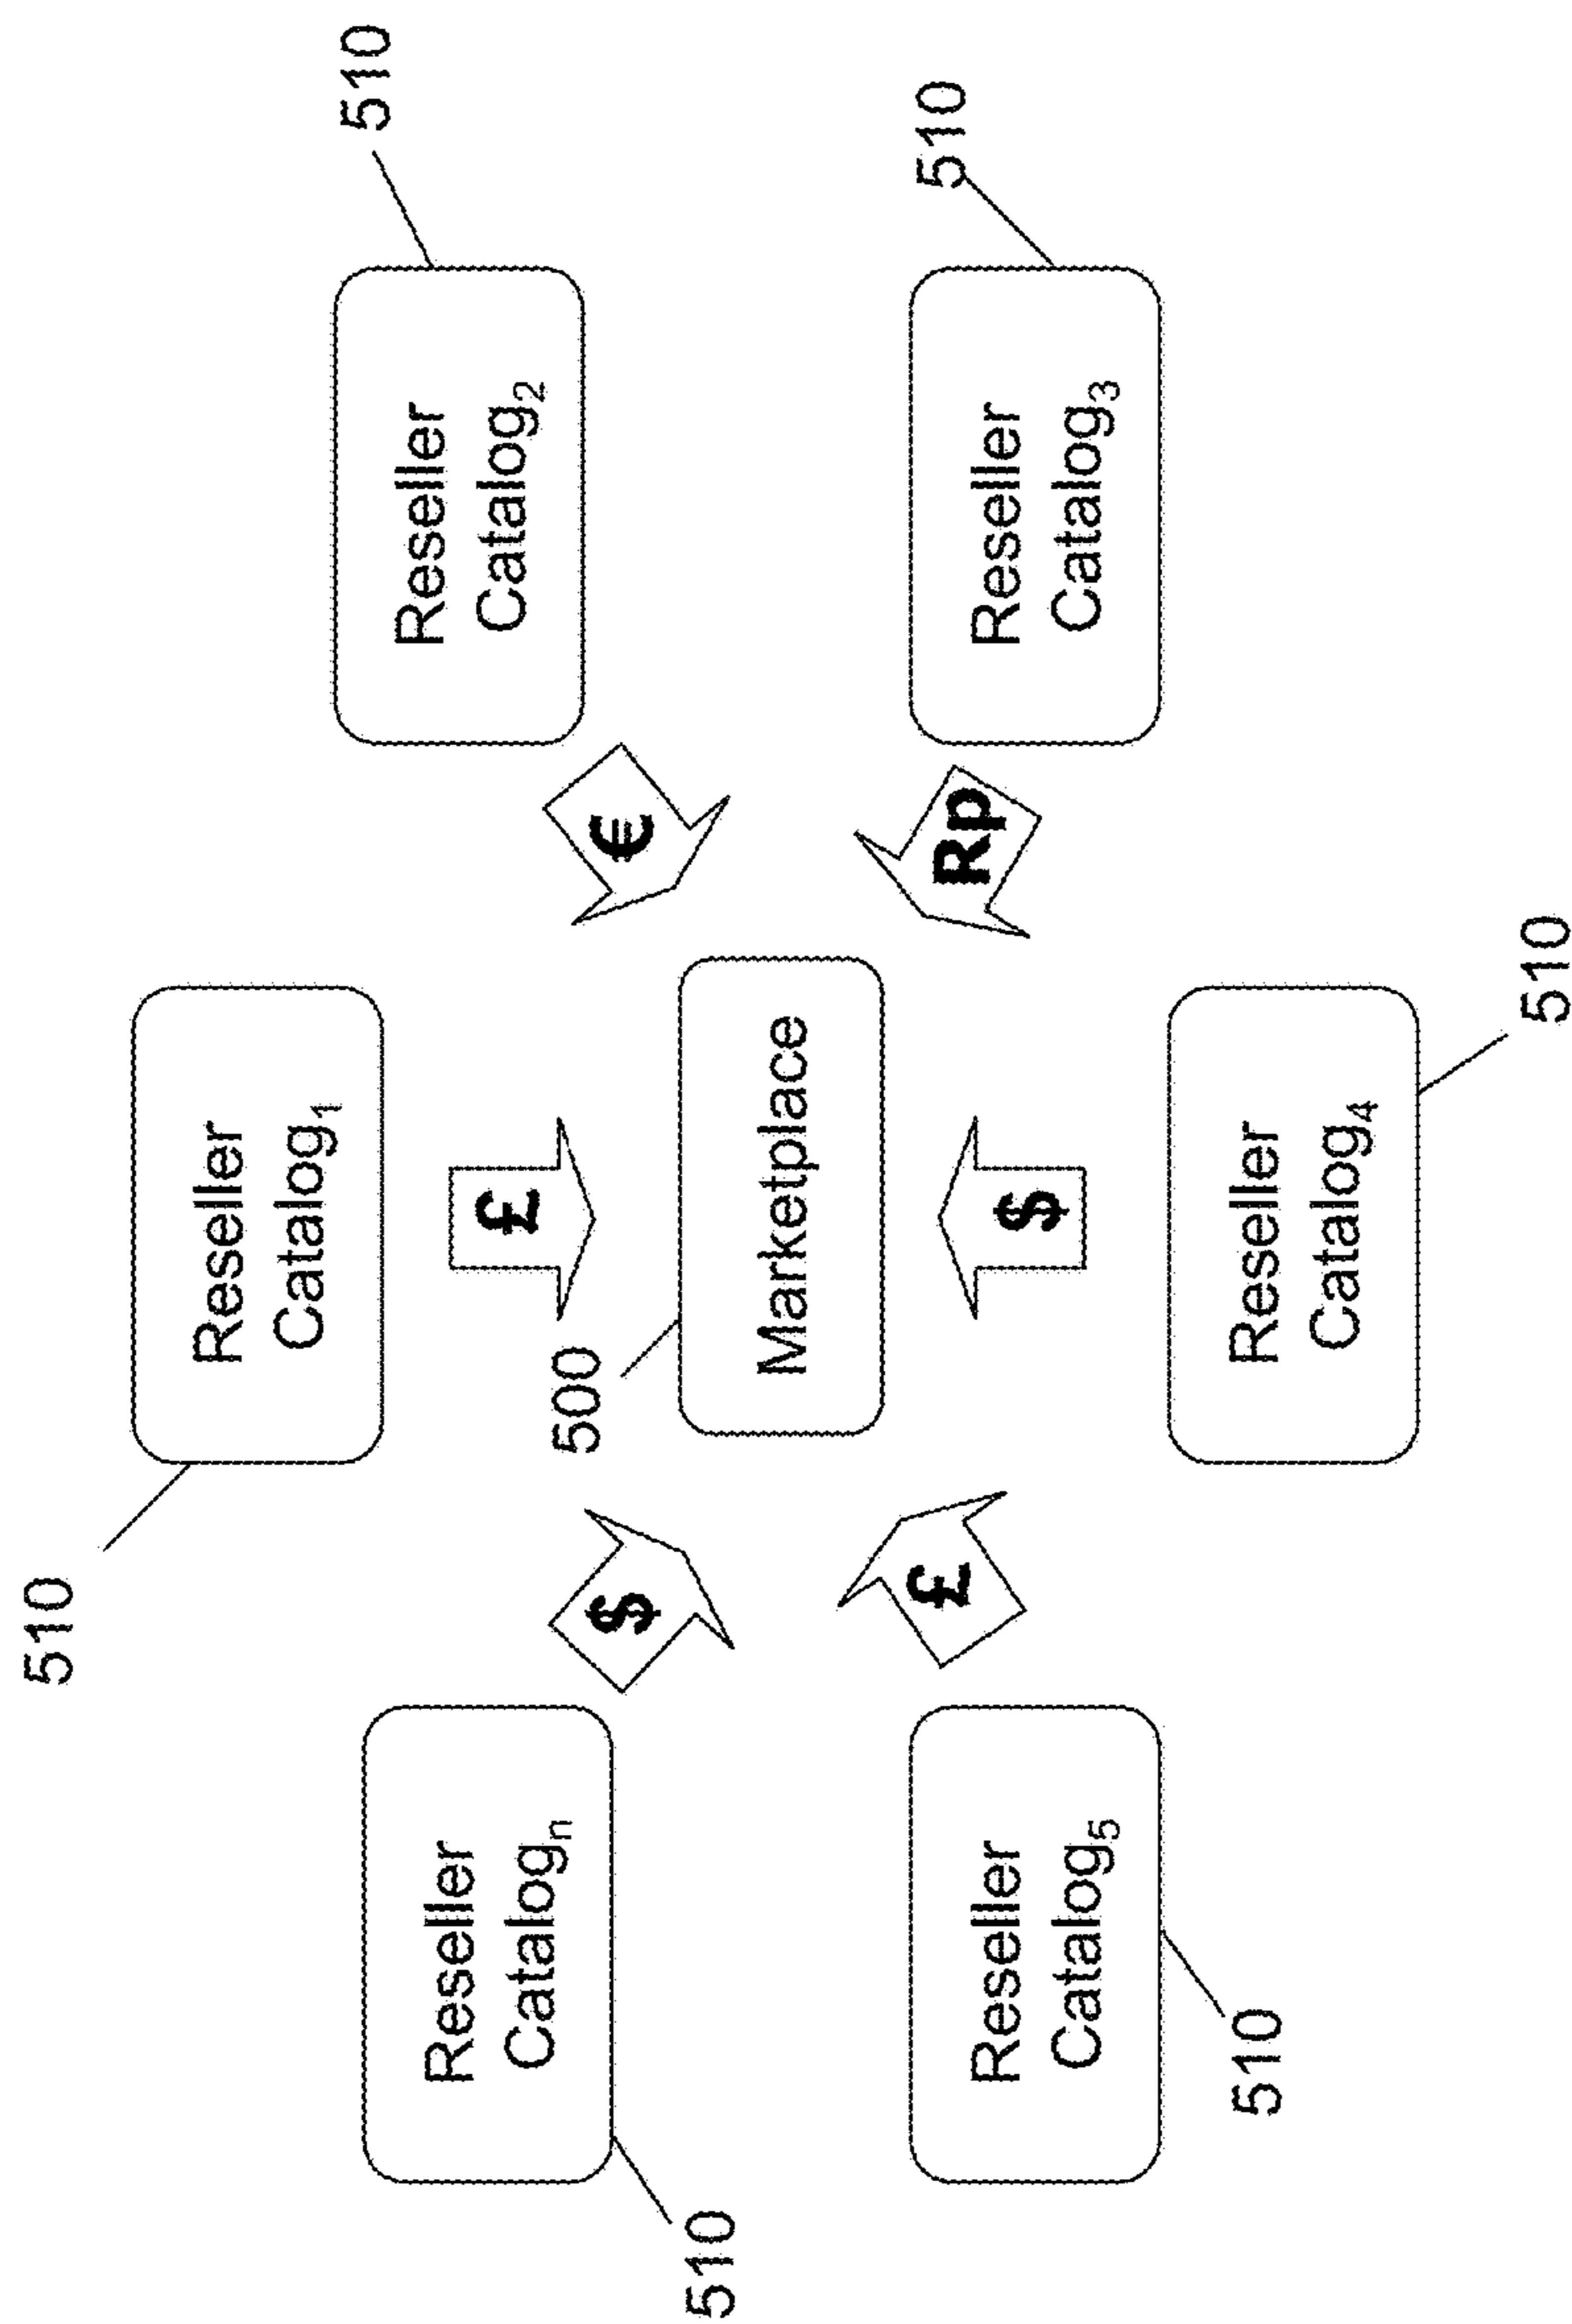 510
Reseller
Catalog₁
510
Reseller
Catalogₙ
Reseller
Catalog₂
£
500
$
€
510
Marketplace
£
Rp
510
Reseller
Catalog₅
Reseller
Catalog₃
$
510
Reseller
Catalog₄
510